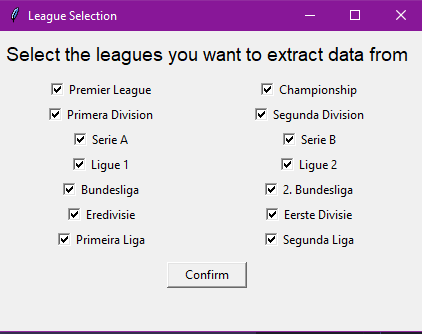 League Selection
Select the leagues you want to extract data from
Premier League Championship
Primera Division Segunda Division
Serie A Serie B
Ligue 1 Ligue 2
Bundesliga 2. Bundesliga
Eredivisie Eerste Divisie
Primeira Liga Segunda Liga
Confirm